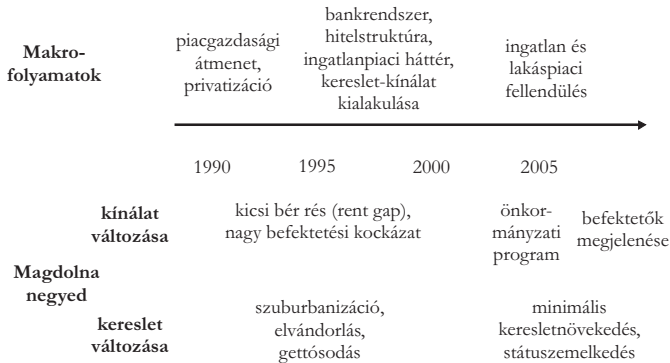 Makro-
folyamatok
piacgazdasági
átmenet,
privatizáció
bankrendszer,
hitelstruktúra,
ingatlanpiaci háttér,
kereslet-kínálat
kialakulása
ingatlan és
lakáspiaci
fellendülés
1990 1995 2000 2005
Magdolna
negyed
kínálat
változása
kicsi bér rés (rent gap),
nagy befektetési kockázat
önkor-
mányzati
program
befektetők
megjelenése
kereslet
változása
szuburbanizáció,
elvándorlás,
gettósodás
minimális
keresletnövekedés,
státuszemelkedés